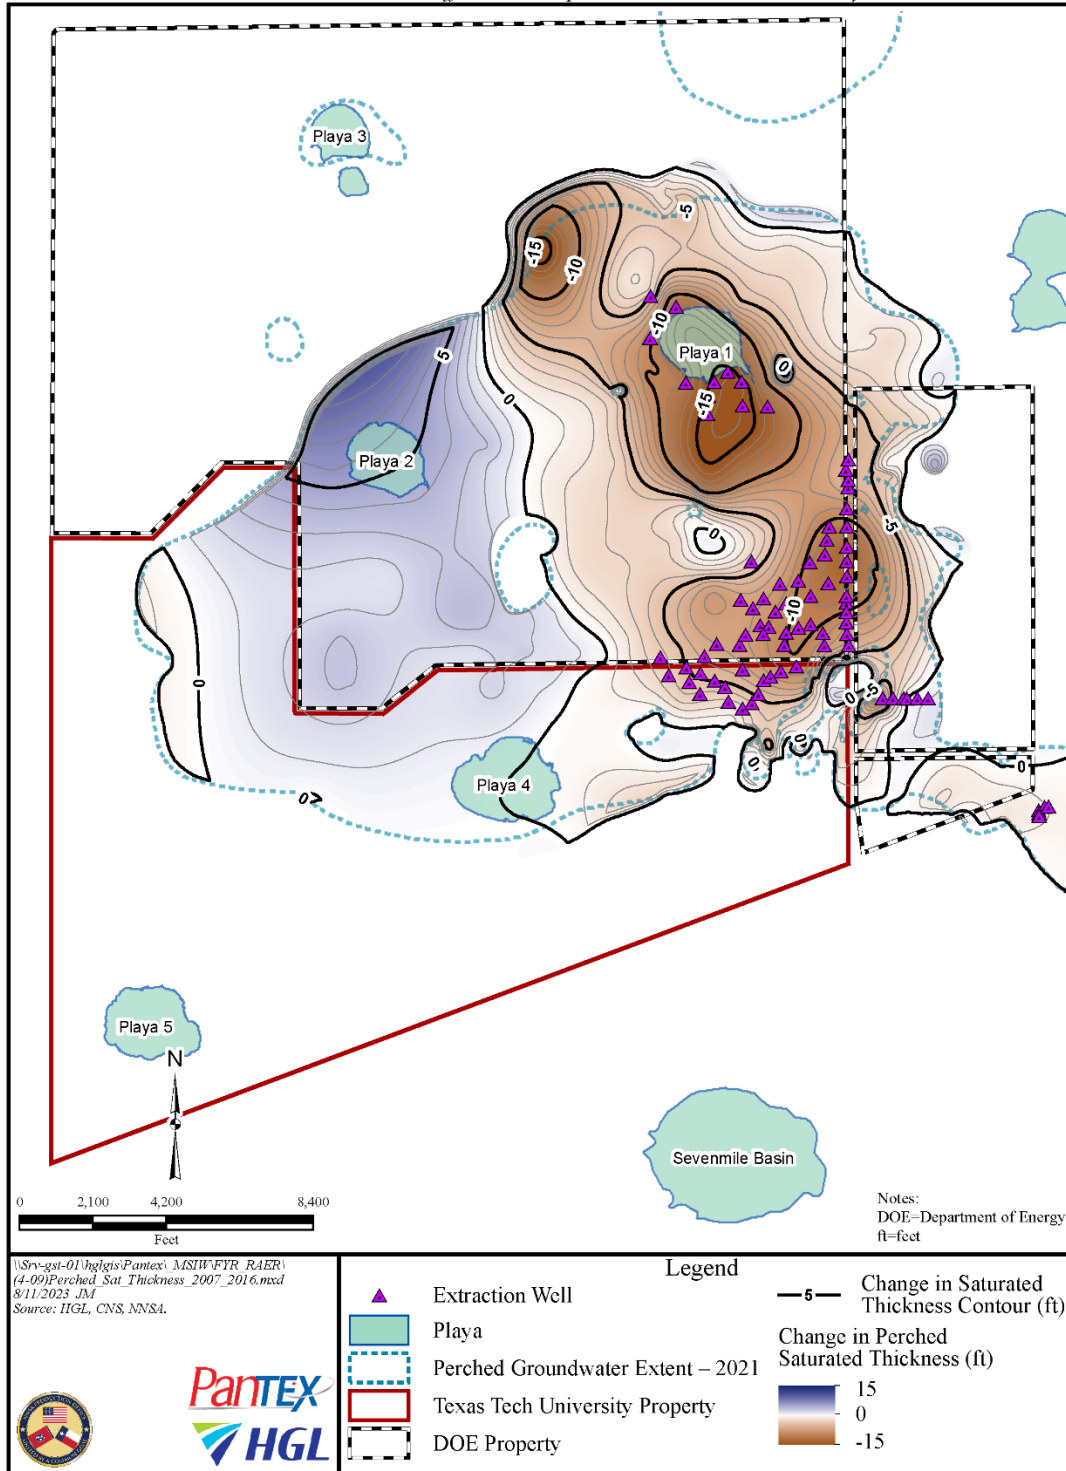 Playa 3
-5
-15
-10
-10
Playa 1
0
5
0
-15
Playa 2
-5
0
-10
0
0
-5
0
0
0
0
Playa 4
0
Playa 5
N
Sevenmile Basin
0 2,100 4,200 8,400
Feet
Notes:
DOE=Department of Energy
ft=feet
\\Srv-gst-01\hglgis\Pantex\_MSIW\FYR_RAER\
(4-09)Perched_Sat_Thickness_2007_2016.mxd
8/11/2023 JM
Source: HGL, CNS, NNSA.
PANTEX
HGL
Legend
Extraction Well
Playa
Perched Groundwater Extent – 2021
Texas Tech University Property
DOE Property
5
Change in Saturated
Thickness Contour (ft)
Change in Perched
Saturated Thickness (ft)
15
0
-15